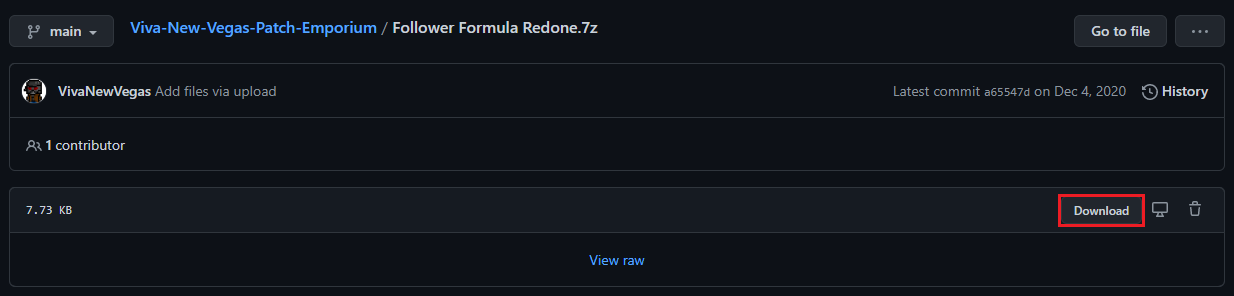 main
Viva-New-Vegas-Patch-Emporium / Follower Formula Redone.7z
Go to file
VivaNewVegas Add files via upload
Latest commit a65547d on Dec 4, 2020
History
1 contributor
7.73 KB
Download
View raw